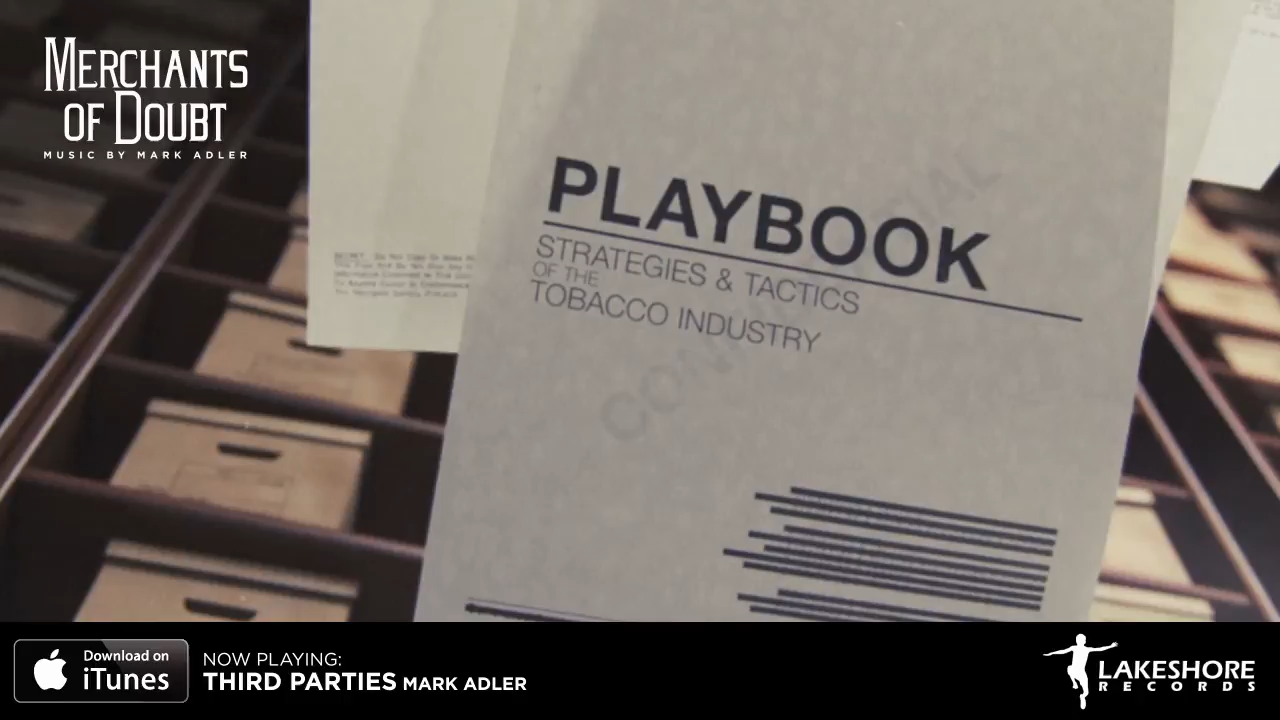 MERCHANTS
OF DOUBT
MUSIC BY MARK ADLER
PLAYBOOK
STRATEGIES & TACTICS
OF THE
TOBACCO INDUSTRY
Download on
iTunes
NOW PLAYING:
THIRD PARTIES MARK ADLER
LAKESHORE
RECORDS